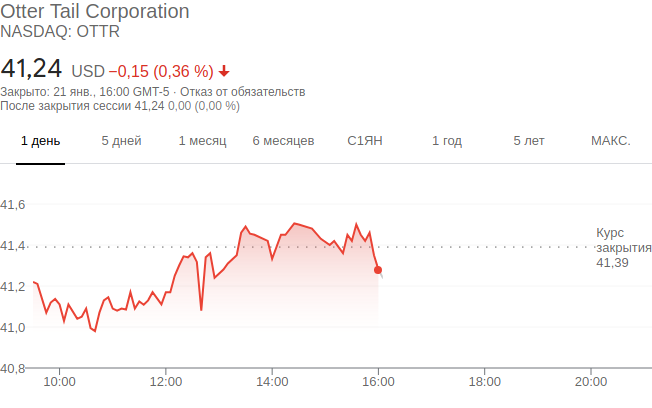 Otter Tail Corporation
NASDAQ: OTTR
41,24 USD −0,15 (0,36 %)
Закрыто: 21 янв., 16:00 GMT-5 · Отказ от обязательств
После закрытия сессии 41,24 0,00 (0,00 %)
1 день 5 дней 1 месяц 6 месяцев С1ЯН 1 год 5 лет МАКС.
41,6
41,4
41,2
41,0
40,8
Курс
закрытия
41,39
10:00 12:00 14:00 16:00 18:00 20:00